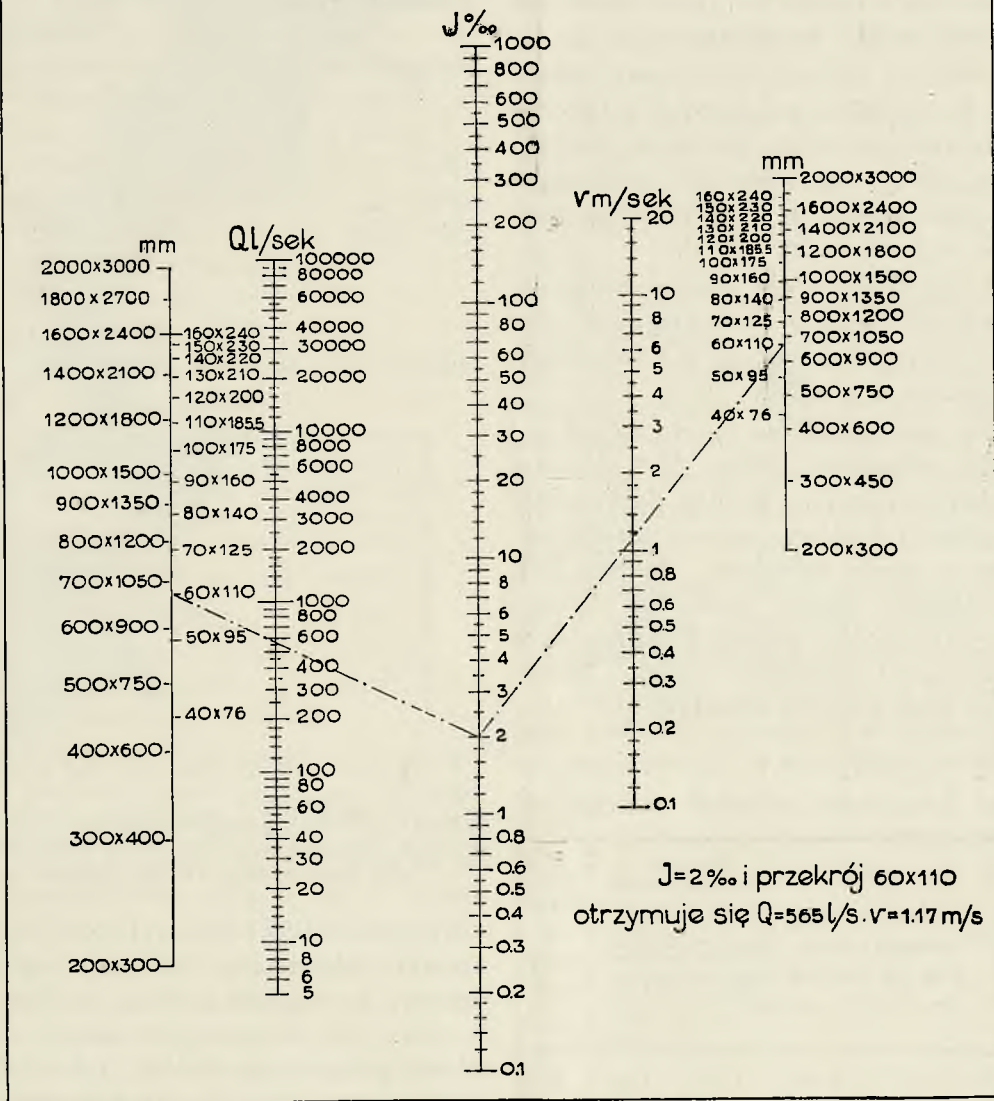 J‰
1000
800
600
500
400
300
200
100
80
60
50
40
30
20
10
8
6
5
4
3
2
1
0.8
0.6
0.5
0.4
0.3
0.2
0.1
mm
2000x3000
1800x2700
1600x2400
1400x2100
1200x1800
1000x1500
900x1350
800x1200
700x1050
600x900
500x750
400x600
300x400
200x300
160x240
150x230
140x220
130x210
120x200
110x185.5
100x175
90x160
80x140
70x125
60x110
50x95
40x76
Ql/sek
100000
80000
60000
40000
30000
20000
10000
8000
6000
4000
3000
2000
1000
800
600
400
300
200
100
80
60
40
30
20
10
8
6
5
Vm/sek
20
10
8
6
5
4
3
2
1
0.8
0.6
0.5
0.4
0.3
0.2
0.1
mm
160x240
150x230
140x220
130x210
120x200
110x185.5
100x175
90x160
80x140
70x125
60x110
50x95
40x76
2000x3000
1600x2400
1400x2100
1200x1800
1000x1500
900x1350
800x1200
700x1050
600x900
500x750
400x600
300x450
200x300
J=2‰ i przekrój 60x110
otrzymuje się Q=565 l/s. v=1.17 m/s